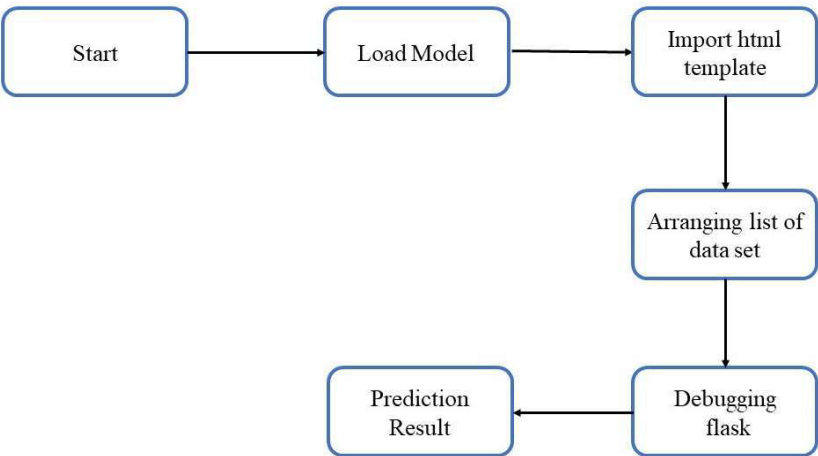 Start
Load Model
Import html
template
Arranging list of
data set
Debugging
flask
Prediction
Result